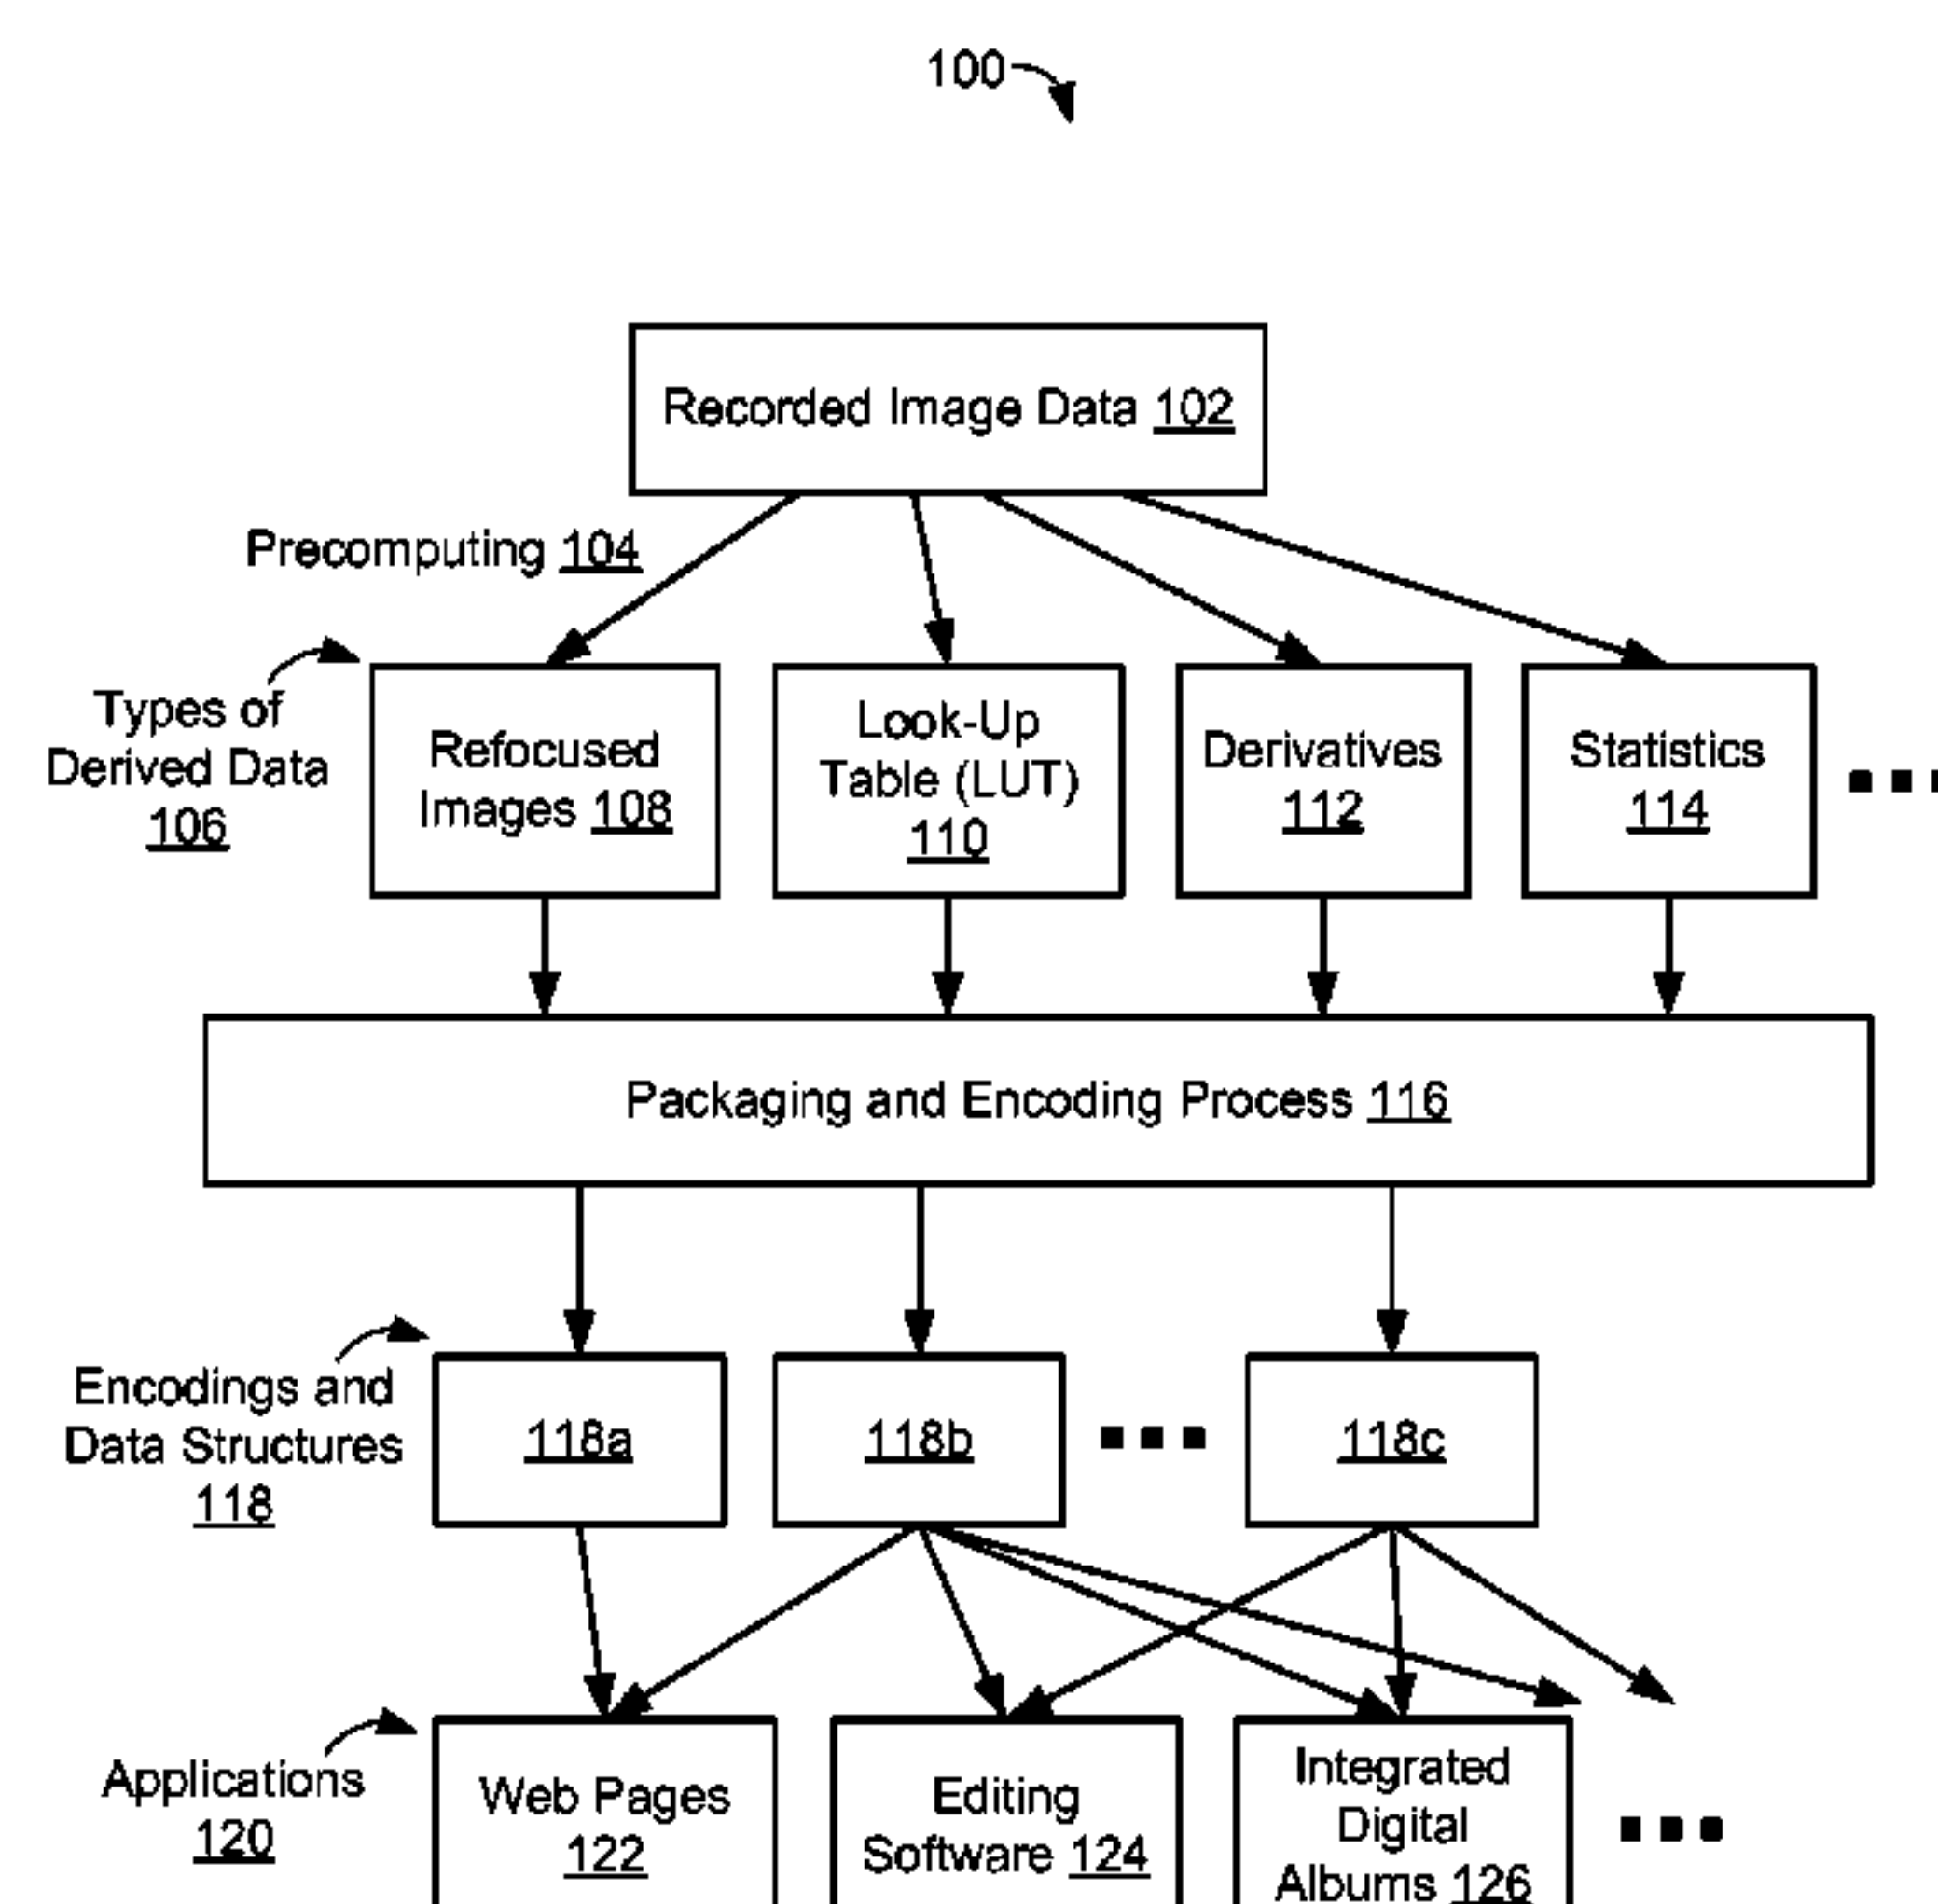 100
Recorded Image Data 102
Precomputing 104
Types of
Derived Data
106
Refocused
Images 108
Look-Up
Table (LUT)
110
Derivatives
112
Statistics
114
Packaging and Encoding Process 116
Encodings and
Data Structures
118
118a
118b
118c
Applications
120
Web Pages
122
Editing
Software 124
Integrated
Digital
Albums 126